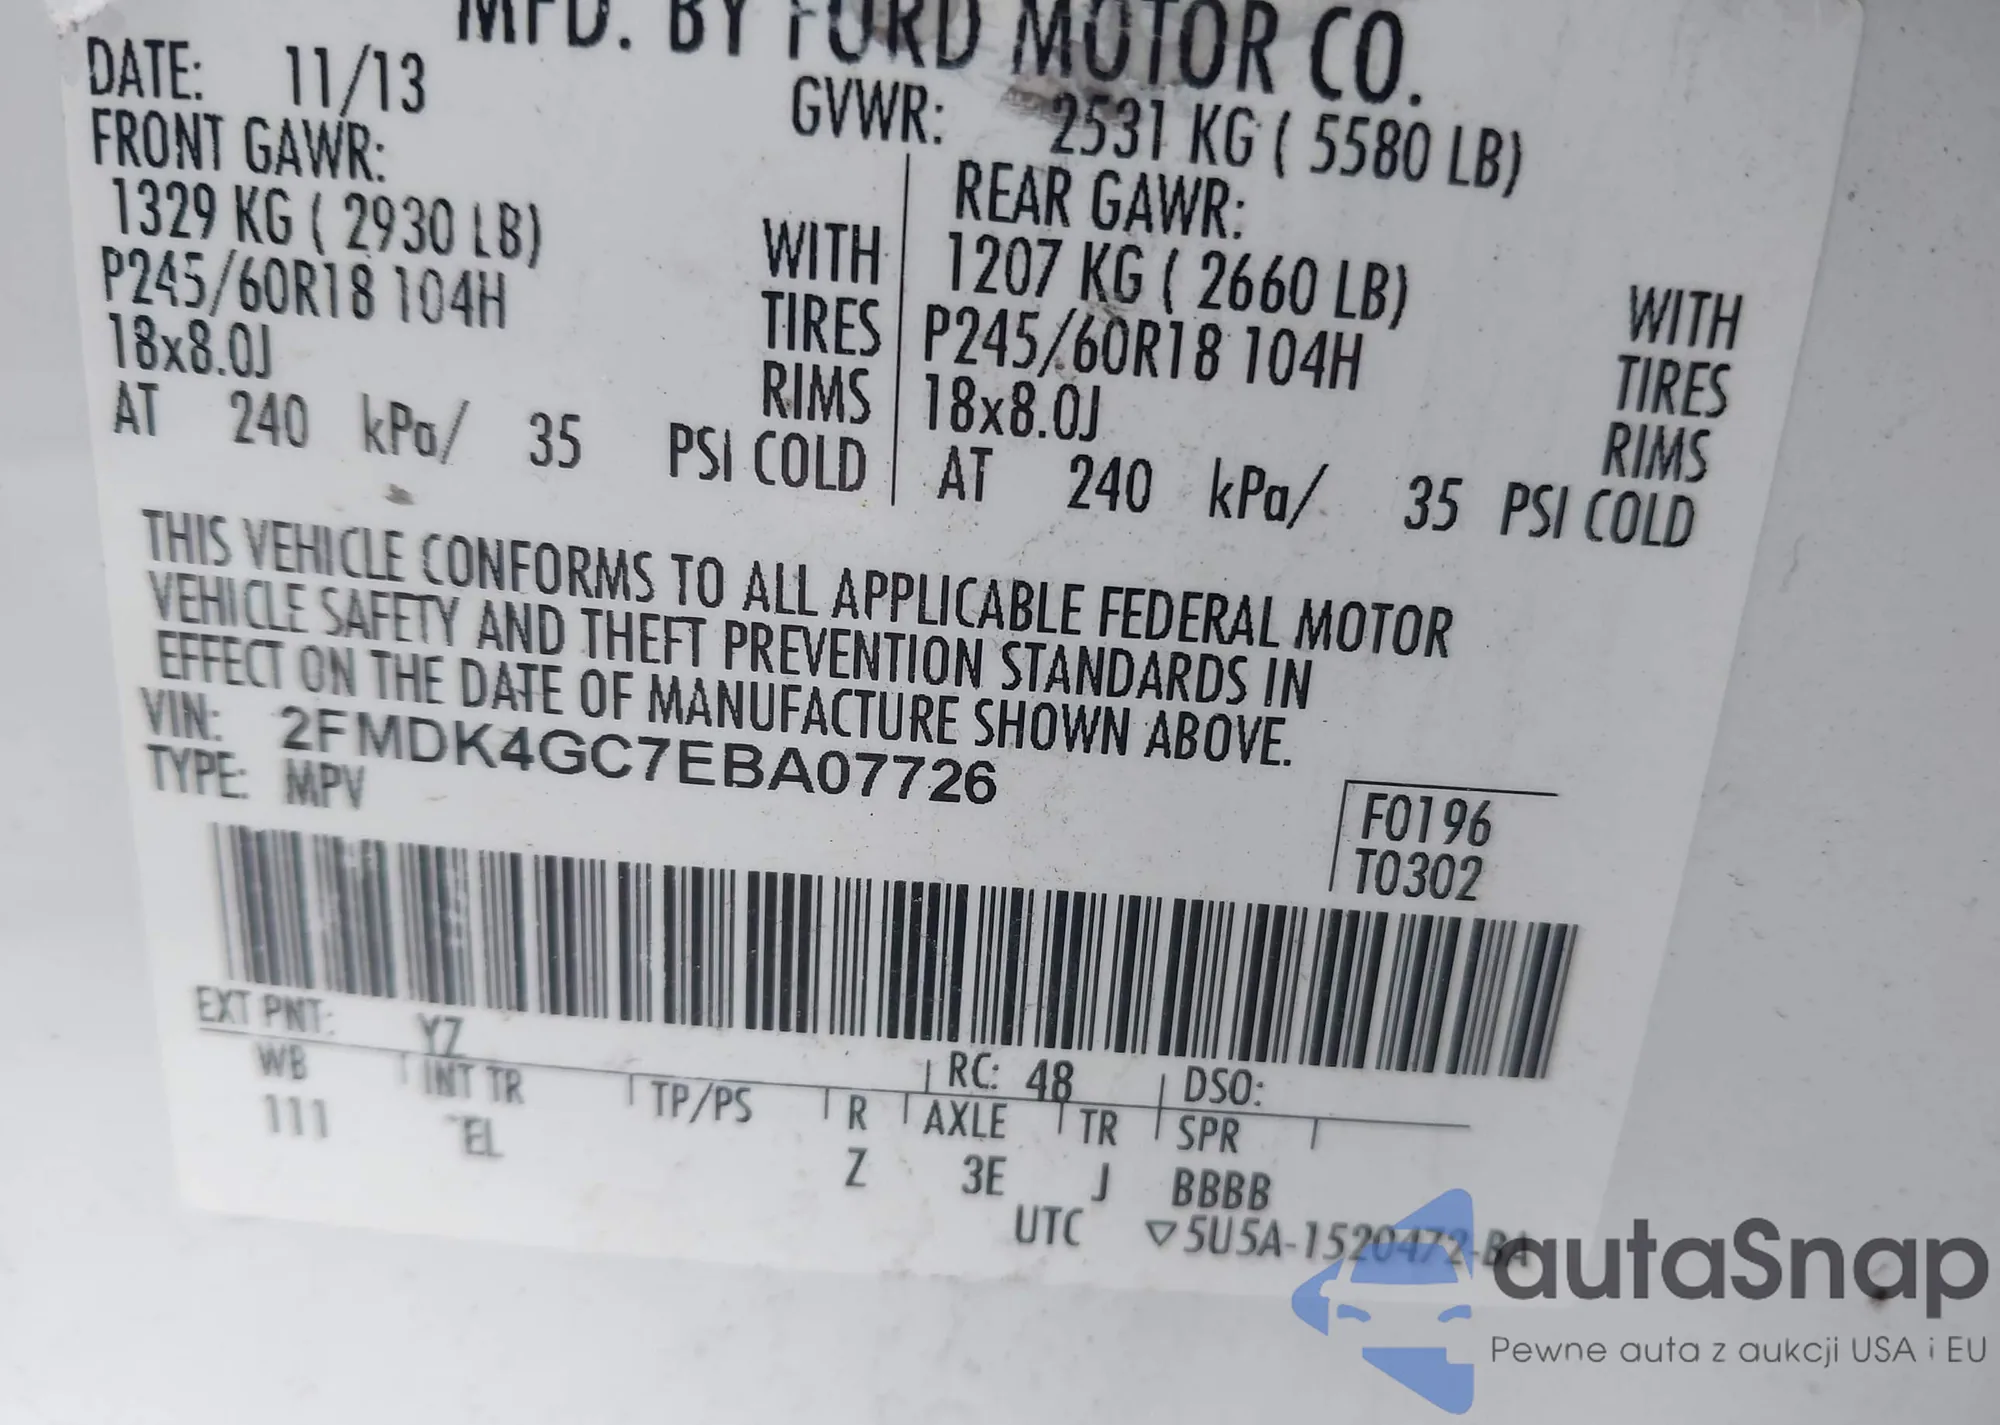 MFD. BY FORD MOTOR CO.
DATE: 11/13
GVWR: 2531 KG ( 5580 LB)
FRONT GAWR:
1329 KG ( 2930 LB) WITH
P245/60R18 104H TIRES
18x8.0J RIMS
AT 240 kPa/ 35 PSI COLD
REAR GAWR:
1207 KG ( 2660 LB) WITH
P245/60R18 104H TIRES
18x8.0J RIMS
AT 240 kPa/ 35 PSI COLD
THIS VEHICLE CONFORMS TO ALL APPLICABLE FEDERAL MOTOR
VEHICLE SAFETY AND THEFT PREVENTION STANDARDS IN
EFFECT ON THE DATE OF MANUFACTURE SHOWN ABOVE.
VIN: 2FMDK4GC7EBA07726
TYPE: MPV
F0196
T0302
EXT PNT: YZ RC: 48 DSO:
WB INT TR TP/PS R AXLE TR SPR
111 EL Z 3E J BBBB
UTC ▽5U5A-1520472-BA
autaSnap
Pewne auta z aukcji USA i EU